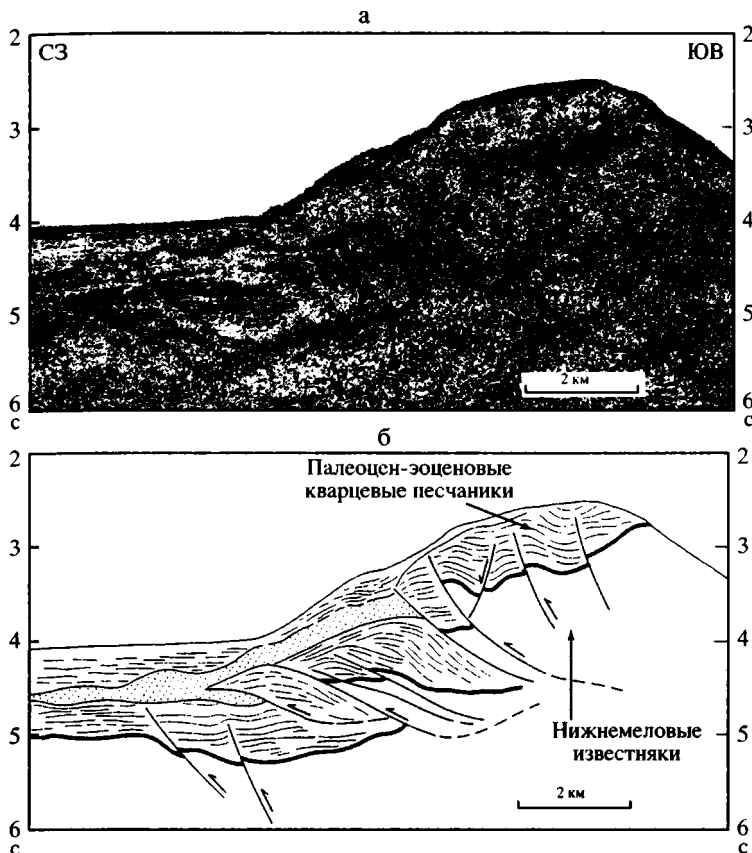 а
СЗ
ЮВ
2
3
4
5
6
с
2
3
4
5
6
с
2 км
б
Палеоцен-эоценовые
кварцевые песчаники
Нижнемеловые
известняки
2 км
2
3
4
5
6
с
2
3
4
5
6
с